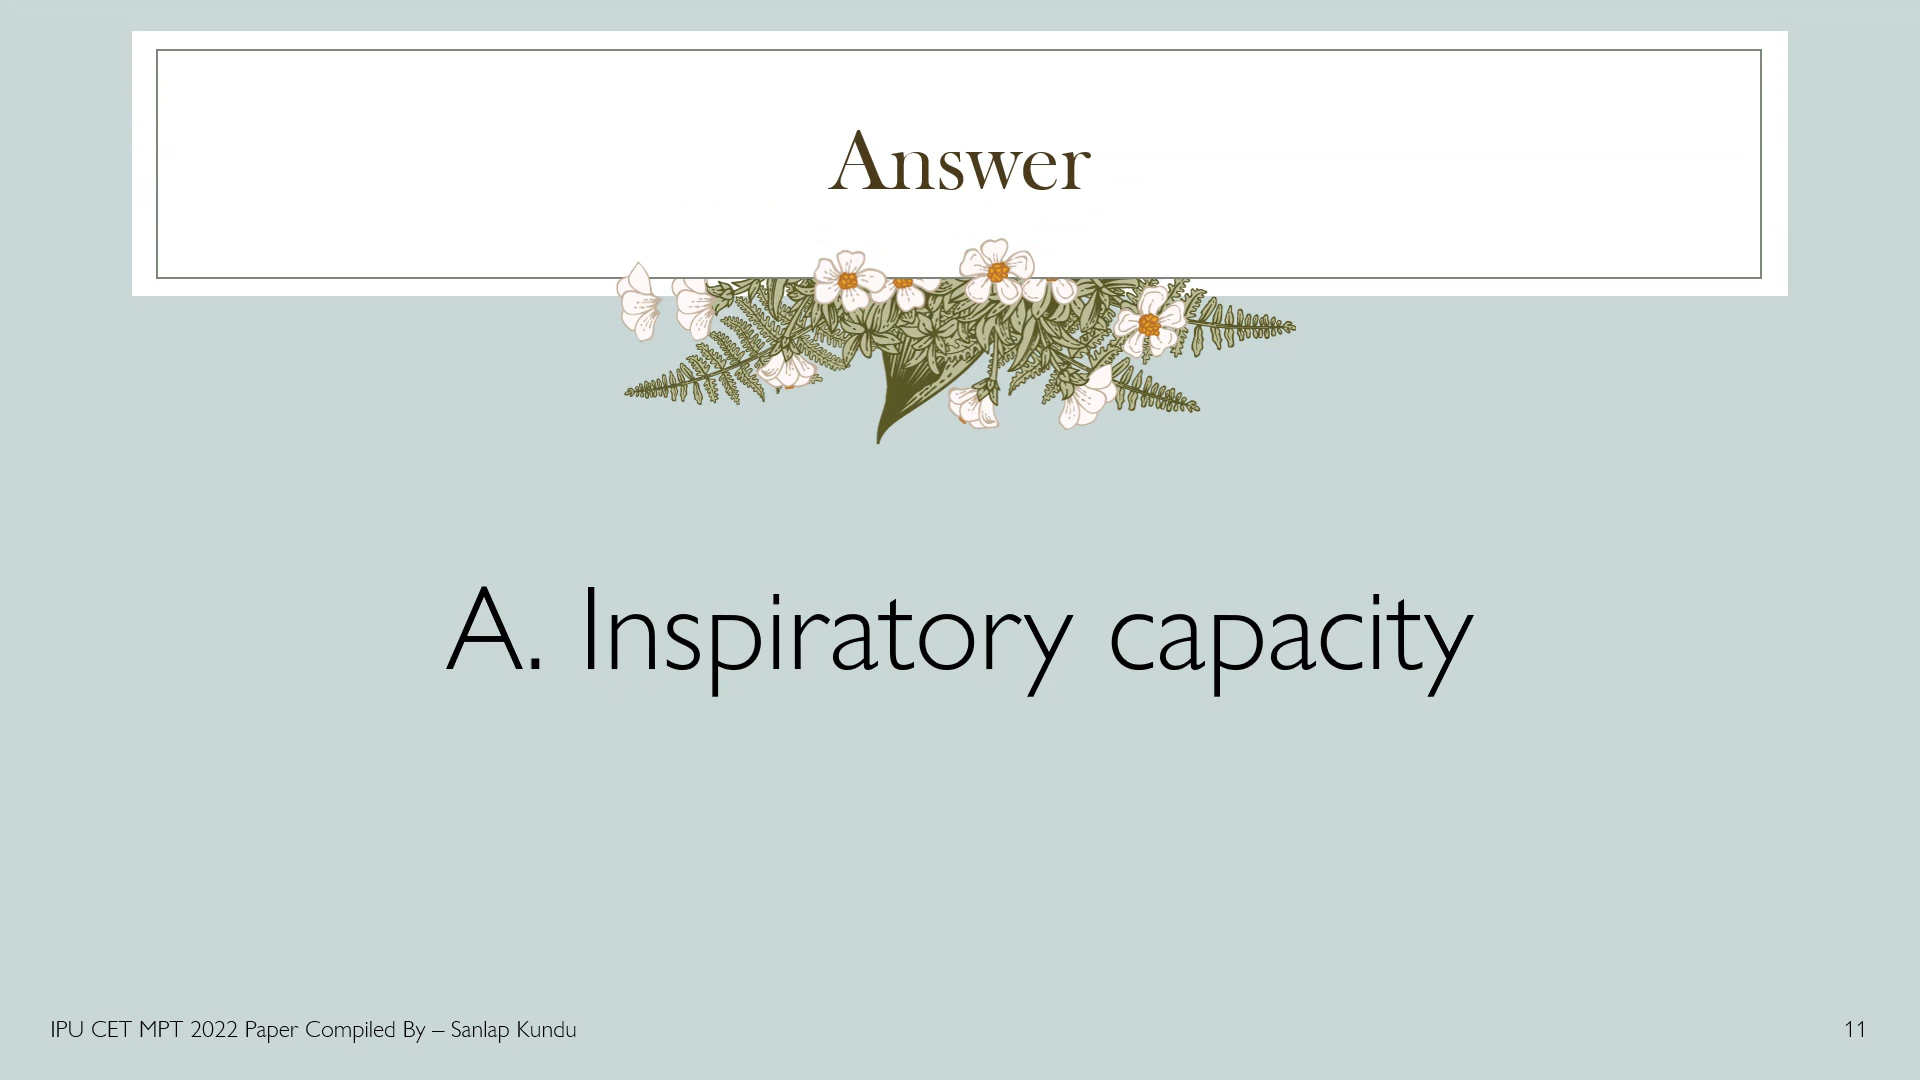 Answer
A. Inspiratory capacity
IPU CET MPT 2022 Paper Compiled By – Sanlap Kundu
11